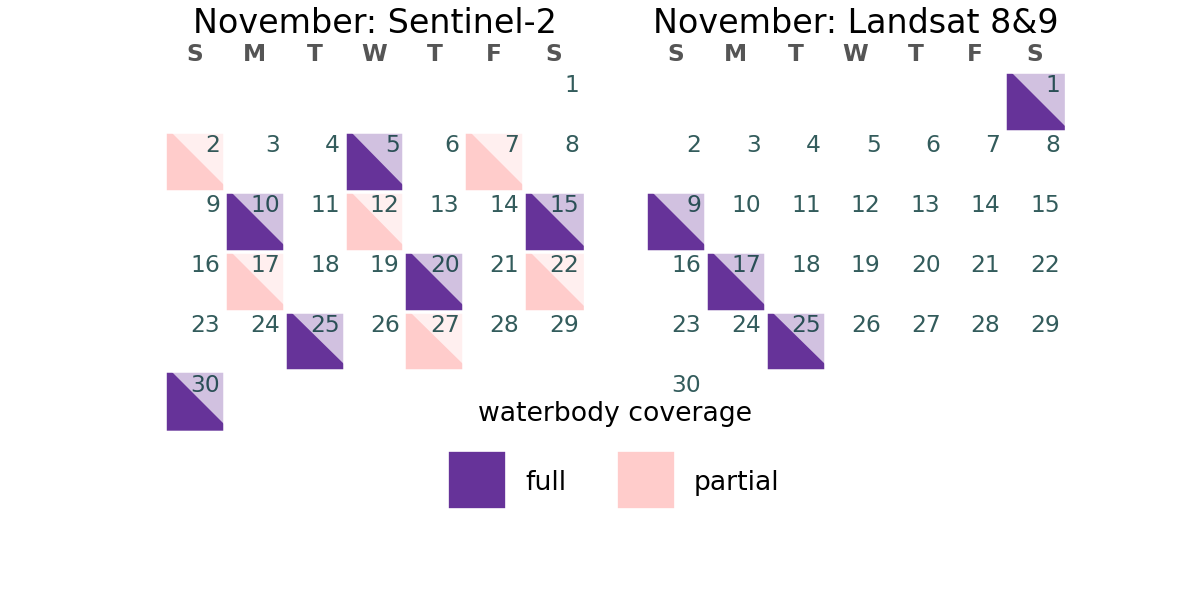 November: Sentinel-2
S M T W T F S
1
2 3 4 5 6 7 8
9 10 11 12 13 14 15
16 17 18 19 20 21 22
23 24 25 26 27 28 29
30
November: Landsat 8&9
S M T W T F S
1
2 3 4 5 6 7 8
9 10 11 12 13 14 15
16 17 18 19 20 21 22
23 24 25 26 27 28 29
30
waterbody coverage
full
partial